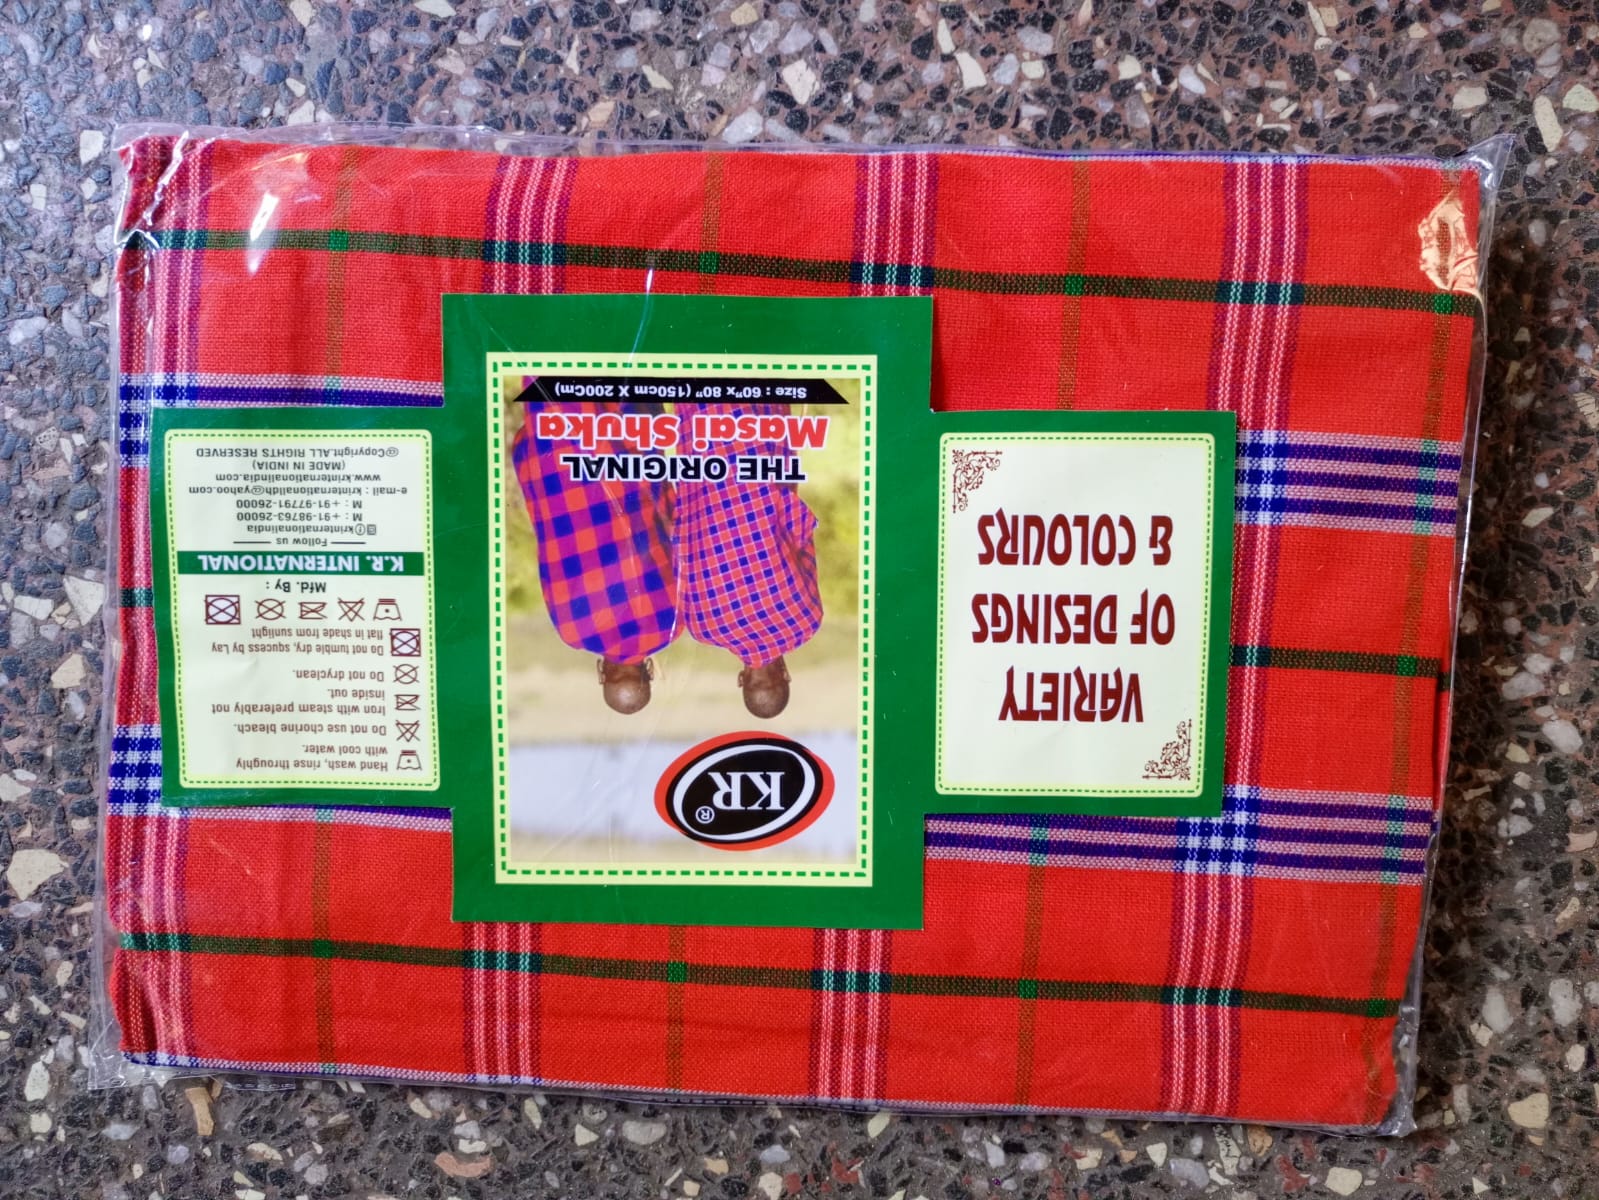 VARIETY
OF DESINGS
& COLOURS
KR®
THE ORIGINAL
Masai Shuka
Size : 60"x 80" (150cm X 200Cm)
Hand wash, rinse throughly
with cool water.
Do not use chorine bleach.
Iron with steam preferably not
inside out.
Do not dryclean.
Do not tumble dry, squcess by Lay
flat in shade from sunlight
Mfd. By :
K.R. INTERNATIONAL
Follow us
krinternationalindia
M : +91-98763-26000
M : +91-97791-26000
e-mail : krinternationalldh@yahoo.com
www.krinternationalindia.com
(MADE IN INDIA)
@Copyright.ALL RIGHTS RESERVED